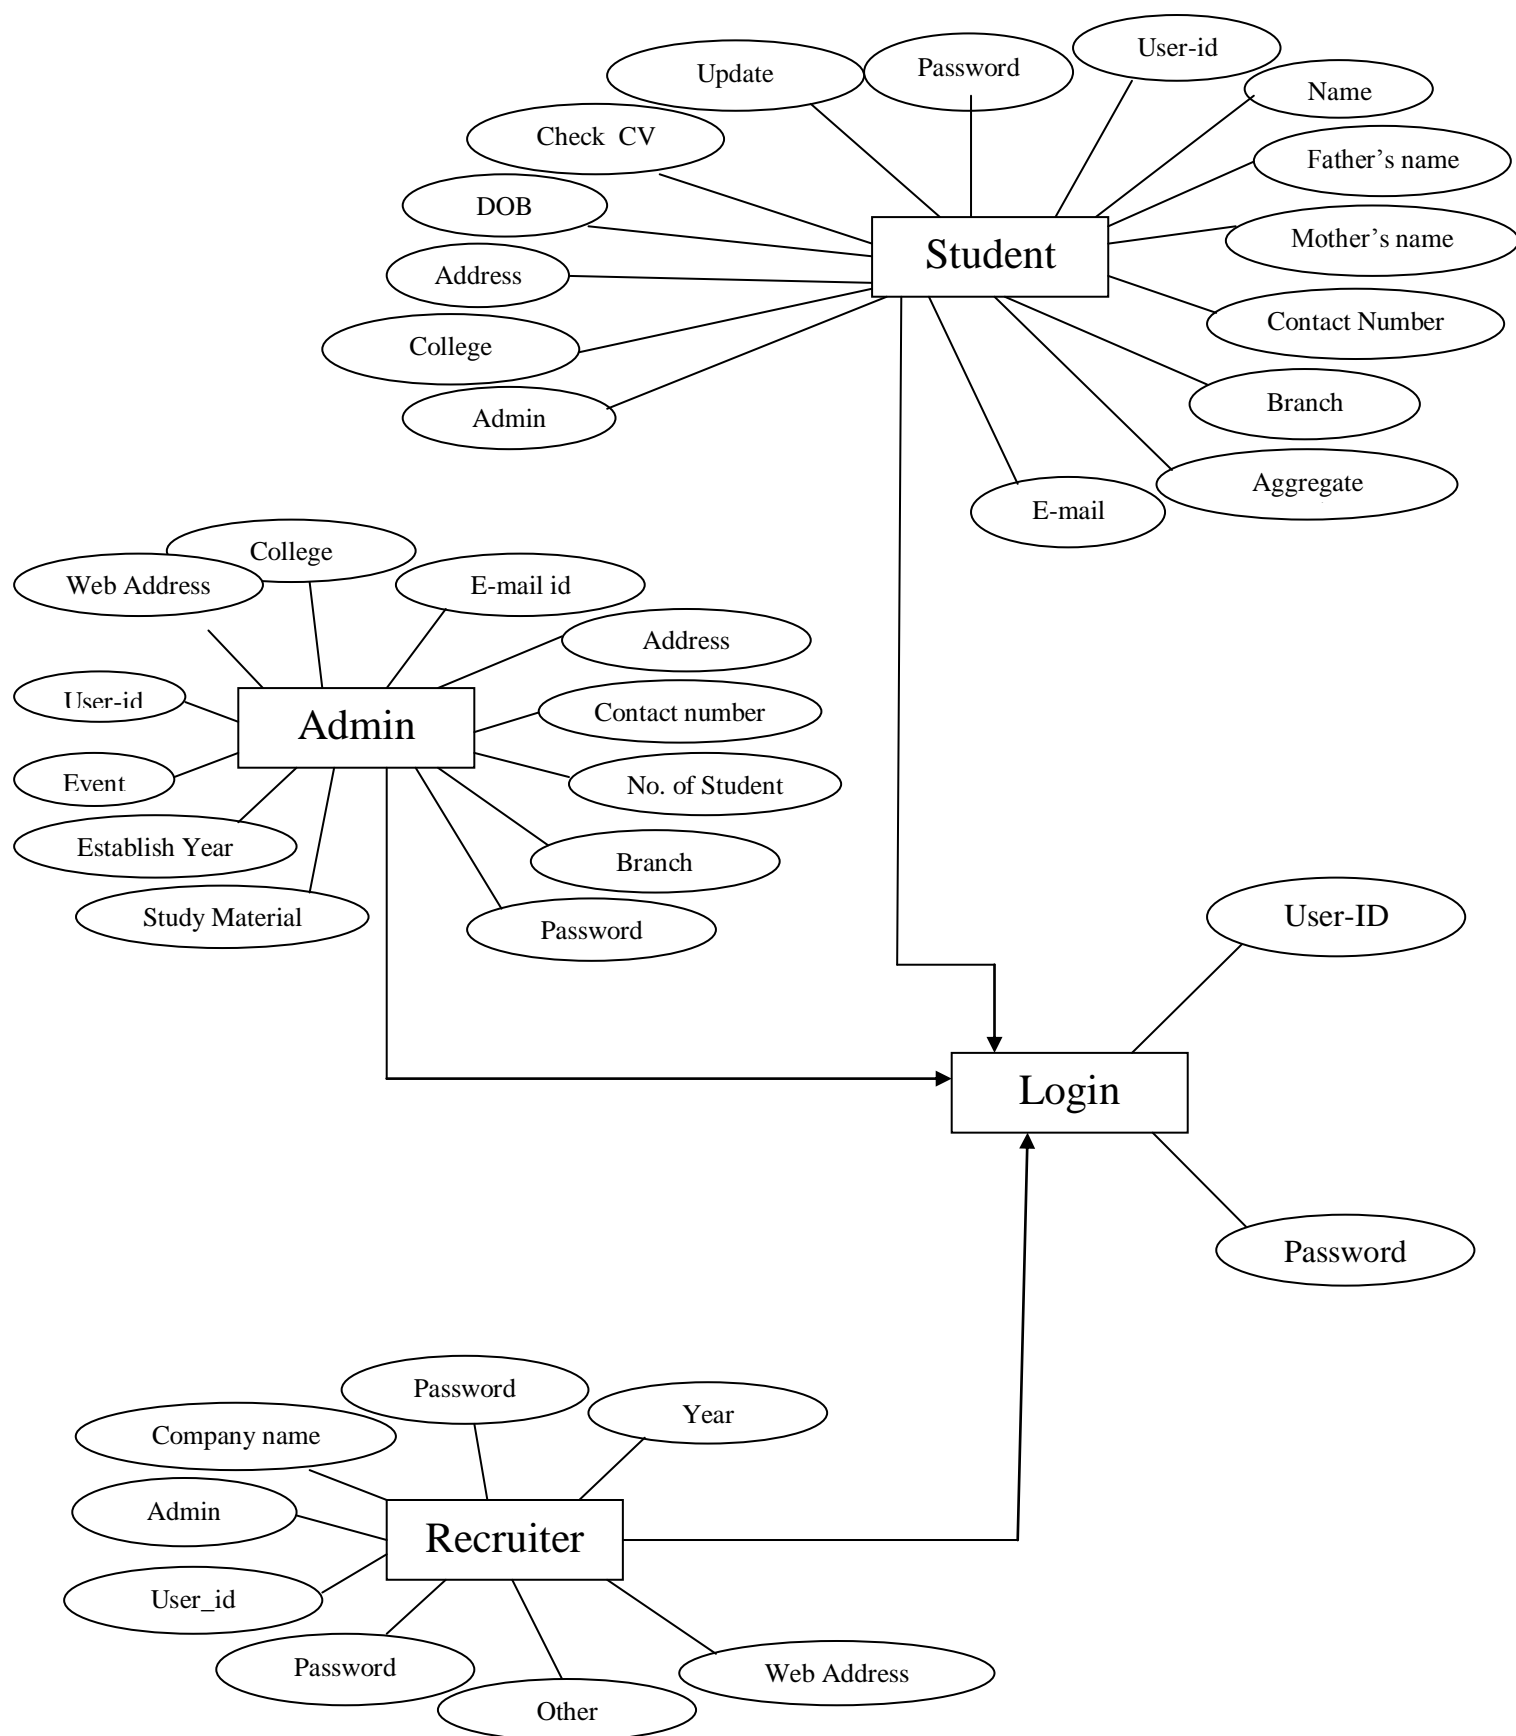 User-id
Password
Update
Name
Check CV
Father's name
DOB
Mother's name
Student
Address
Contact Number
College
Branch
Admin
Aggregate
E-mail
College
Web Address
E-mail id
Address
User-id
Contact number
Admin
Event
No. of Student
Establish Year
Branch
Study Material
Password
User-ID
Login
Password
Password
Year
Company name
Admin
Recruiter
User_id
Password
Web Address
Other